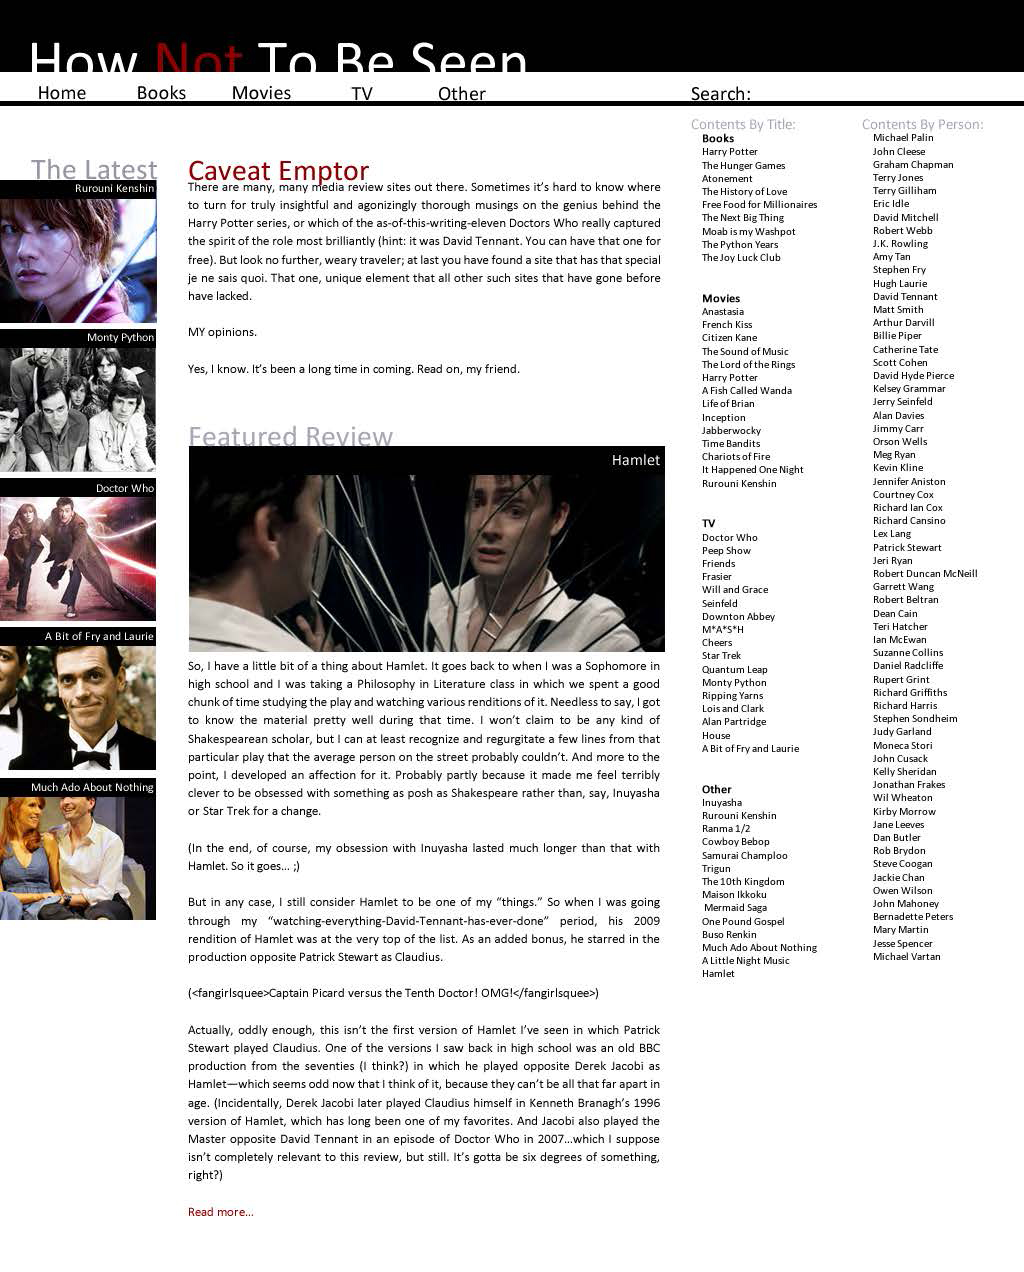 How Not To Be Seen
Home Books Movies TV Other Search:
The Latest
Rurouni Kenshin
Monty Python
Doctor Who
A Bit of Fry and Laurie
Much Ado About Nothing
Caveat Emptor
There are many, many media review sites out there. Sometimes it's hard to know where
to turn for truly insightful and agonizingly thorough musings on the genius behind the
Harry Potter series, or which of the as-of-this-writing-eleven Doctors Who really captured
the spirit of the role most brilliantly (hint: it was David Tennant. You can have that one for
free). But look no further, weary traveler; at last you have found a site that has that special
je ne sais quoi. That one, unique element that all other such sites that have gone before
have lacked.
MY opinions.
Yes, I know. It's been a long time in coming. Read on, my friend.
Featured Review
Hamlet
So, I have a little bit of a thing about Hamlet. It goes back to when I was a Sophomore in
high school and I was taking a Philosophy in Literature class in which we spent a good
chunk of time studying the play and watching various renditions of it. Needless to say, I got
to know the material pretty well during that time. I won't claim to be any kind of
Shakespearean scholar, but I can at least recognize and regurgitate a few lines from that
particular play that the average person on the street probably couldn't. And more to the
point, I developed an affection for it. Probably partly because it made me feel terribly
clever to be obsessed with something as posh as Shakespeare rather than, say, Inuyasha
or Star Trek for a change.
(In the end, of course, my obsession with Inuyasha lasted much longer than that with
Hamlet. So it goes... ;)
But in any case, I still consider Hamlet to be one of my “things.” So when I was going
through my “watching-everything-David-Tennant-has-ever-done” period, his 2009
rendition of Hamlet was at the very top of the list. As an added bonus, he starred in the
production opposite Patrick Stewart as Claudius.
(<fangirlsquee>Captain Picard versus the Tenth Doctor! OMG!</fangirlsquee>)
Actually, oddly enough, this isn't the first version of Hamlet I've seen in which Patrick
Stewart played Claudius. One of the versions I saw back in high school was an old BBC
production from the seventies (I think?) in which he played opposite Derek Jacobi as
Hamlet—which seems odd now that I think of it, because they can't be all that far apart in
age. (Incidentally, Derek Jacobi later played Claudius himself in Kenneth Branagh's 1996
version of Hamlet, which has long been one of my favorites. And Jacobi also played the
Master opposite David Tennant in an episode of Doctor Who in 2007...which I suppose
isn't completely relevant to this review, but still. It's gotta be six degrees of something,
right?)
Read more...
Contents By Title:
Books
Harry Potter
The Hunger Games
Atonement
The History of Love
Free Food for Millionaires
The Next Big Thing
Moab is my Washpot
The Python Years
The Joy Luck Club
Movies
Anastasia
French Kiss
Citizen Kane
The Sound of Music
The Lord of the Rings
Harry Potter
A Fish Called Wanda
Life of Brian
Inception
Jabberwocky
Time Bandits
Chariots of Fire
It Happened One Night
Rurouni Kenshin
TV
Doctor Who
Peep Show
Friends
Frasier
Will and Grace
Seinfeld
Downton Abbey
M*A*S*H
Cheers
Star Trek
Quantum Leap
Monty Python
Ripping Yarns
Lois and Clark
Alan Partridge
House
A Bit of Fry and Laurie
Other
Inuyasha
Rurouni Kenshin
Ranma 1/2
Cowboy Bebop
Samurai Champloo
Trigun
The 10th Kingdom
Maison Ikkoku
Mermaid Saga
One Pound Gospel
Buso Renkin
Much Ado About Nothing
A Little Night Music
Hamlet
Contents By Person:
Michael Palin
John Cleese
Graham Chapman
Terry Jones
Terry Gilliham
Eric Idle
David Mitchell
Robert Webb
J.K. Rowling
Amy Tan
Stephen Fry
Hugh Laurie
David Tennant
Matt Smith
Arthur Darvill
Billie Piper
Catherine Tate
Scott Cohen
David Hyde Pierce
Kelsey Grammar
Jerry Seinfeld
Alan Davies
Jimmy Carr
Orson Wells
Meg Ryan
Kevin Kline
Jennifer Aniston
Courtney Cox
Richard Ian Cox
Richard Cansino
Lex Lang
Patrick Stewart
Jeri Ryan
Robert Duncan McNeill
Garrett Wang
Robert Beltran
Dean Cain
Teri Hatcher
Ian McEwan
Suzanne Collins
Daniel Radcliffe
Rupert Grint
Richard Griffiths
Richard Harris
Stephen Sondheim
Judy Garland
Moneca Stori
John Cusack
Kelly Sheridan
Jonathan Frakes
Wil Wheaton
Kirby Morrow
Jane Leeves
Dan Butler
Rob Brydon
Steve Coogan
Jackie Chan
Owen Wilson
John Mahoney
Bernadette Peters
Mary Martin
Jesse Spencer
Michael Vartan